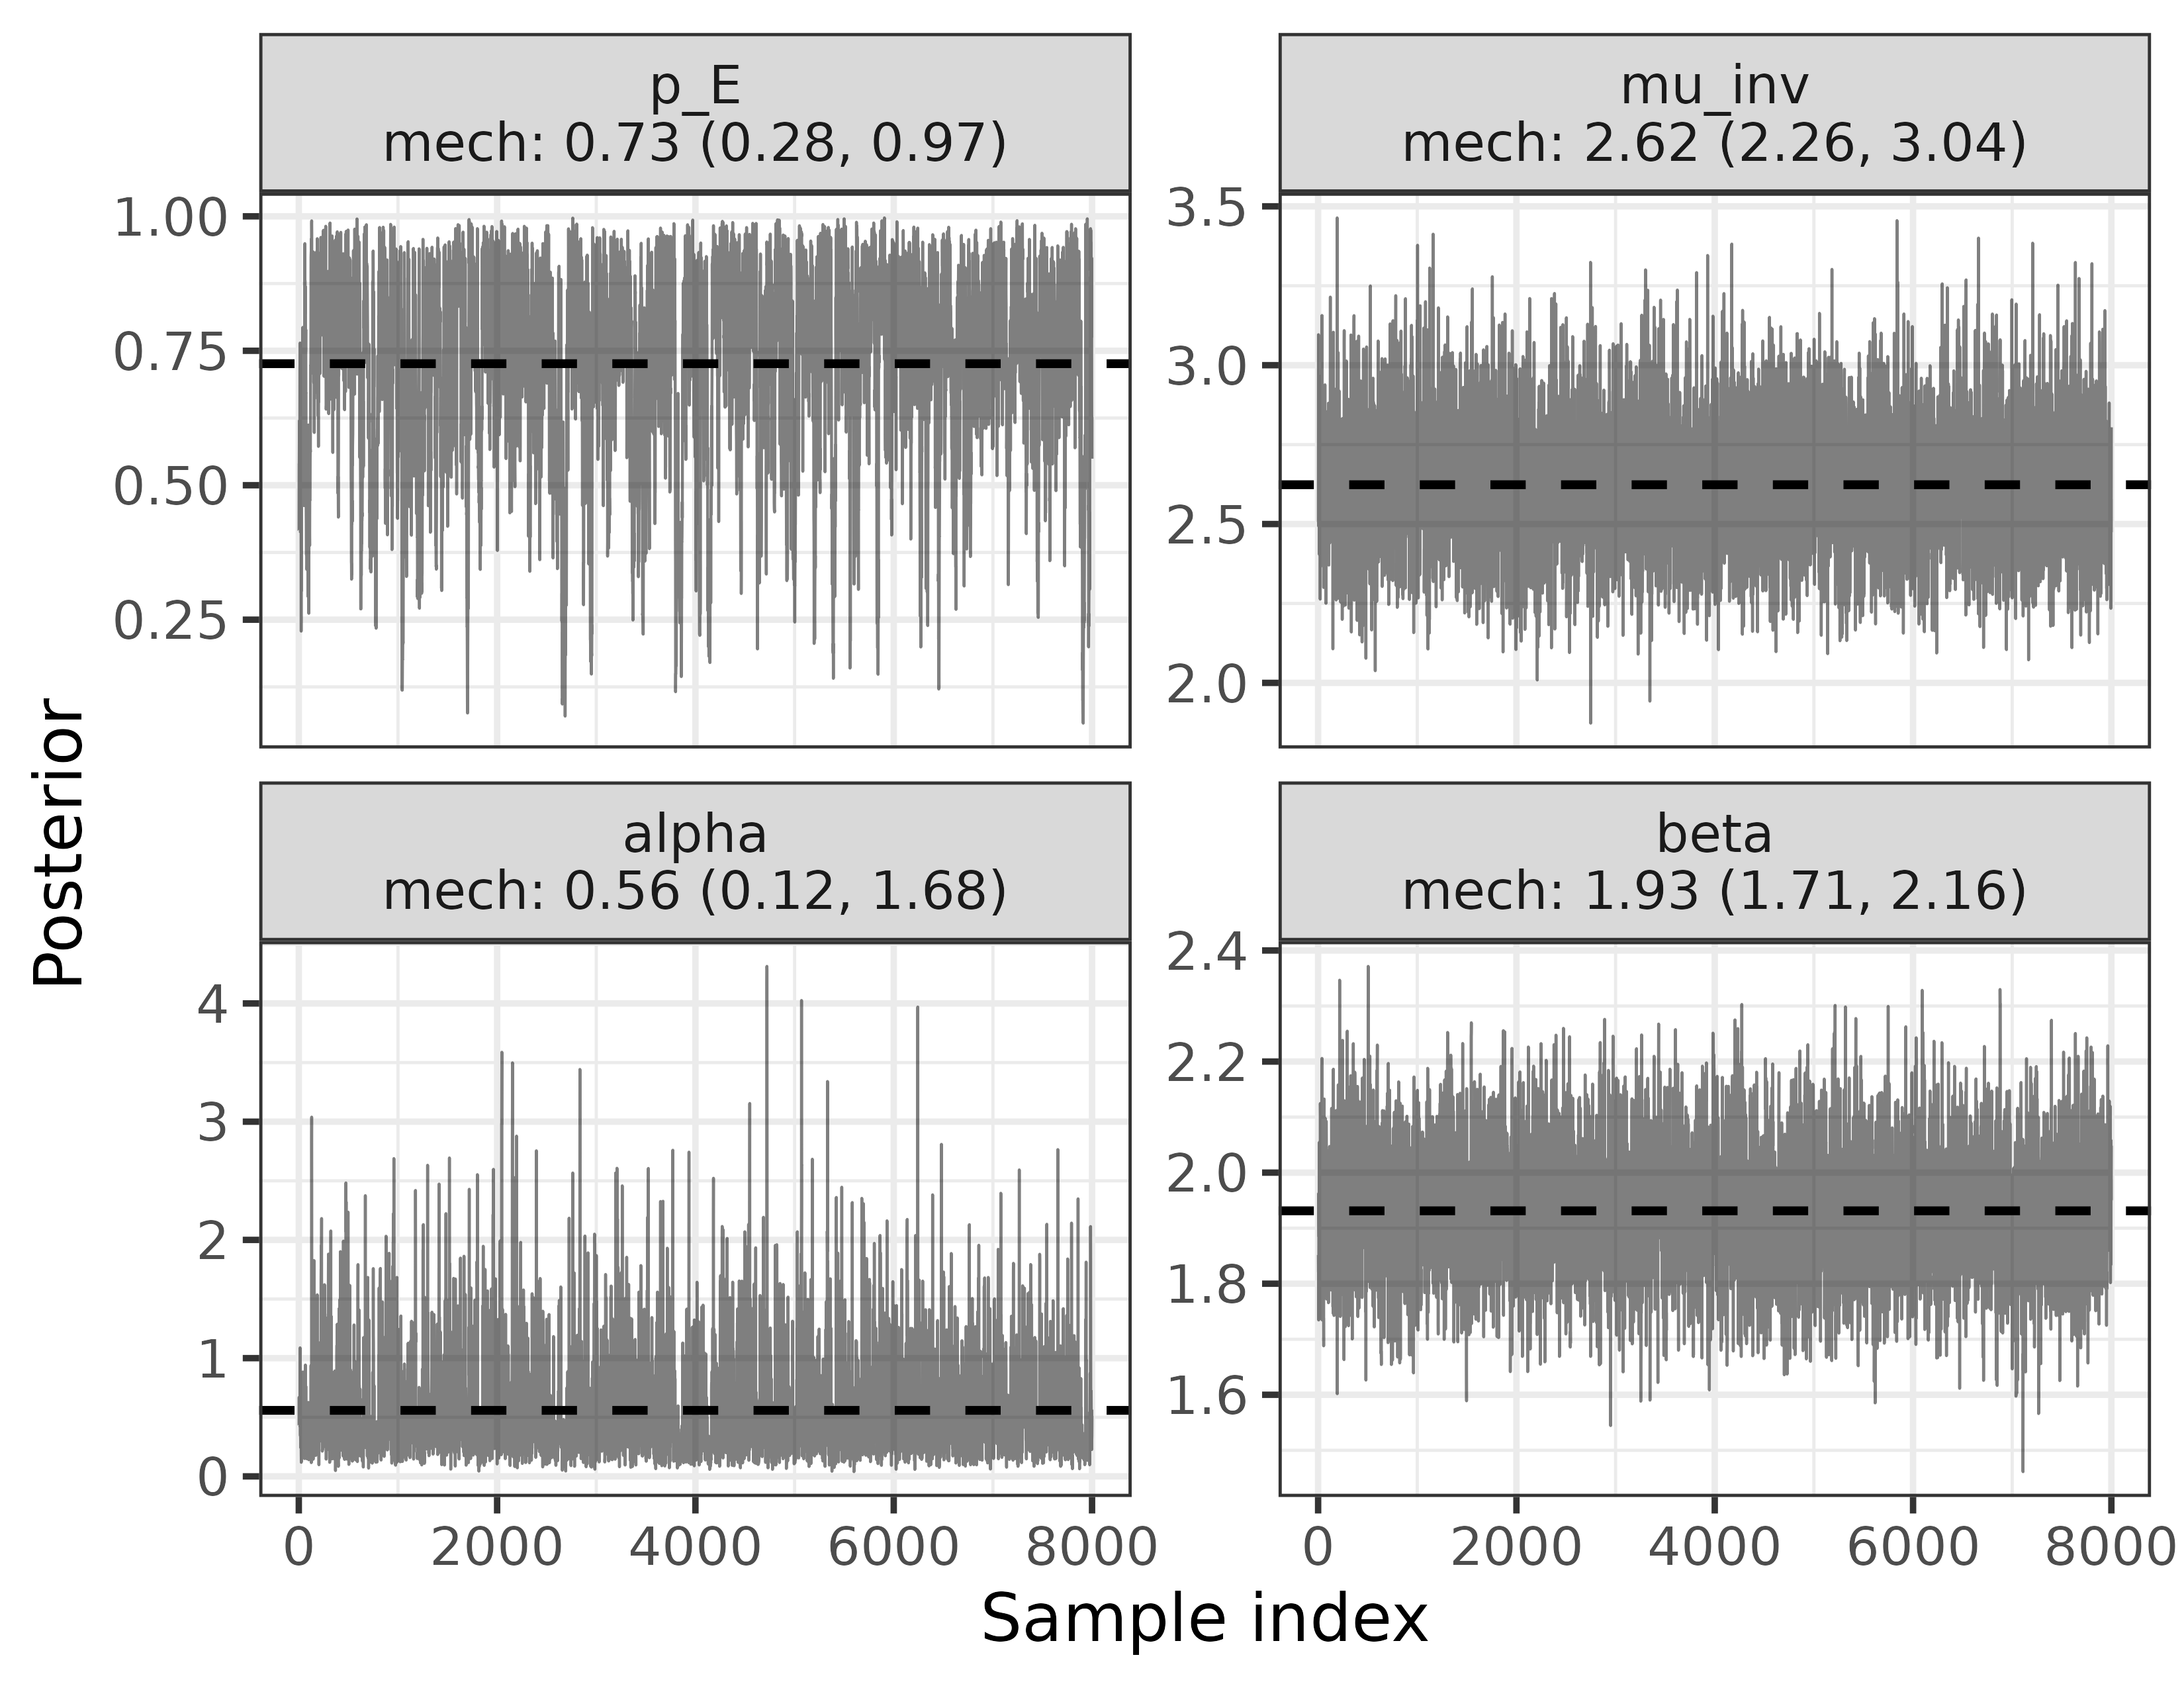 p_E
mech: 0.73 (0.28, 0.97)
mu_inv
mech: 2.62 (2.26, 3.04)
1.00
0.75
0.50
0.25
3.5
3.0
2.5
2.0
Posterior
alpha
mech: 0.56 (0.12, 1.68)
beta
mech: 1.93 (1.71, 2.16)
4
3
2
1
0
2.4
2.2
2.0
1.8
1.6
0 2000 4000 6000 8000
0 2000 4000 6000 8000
Sample index